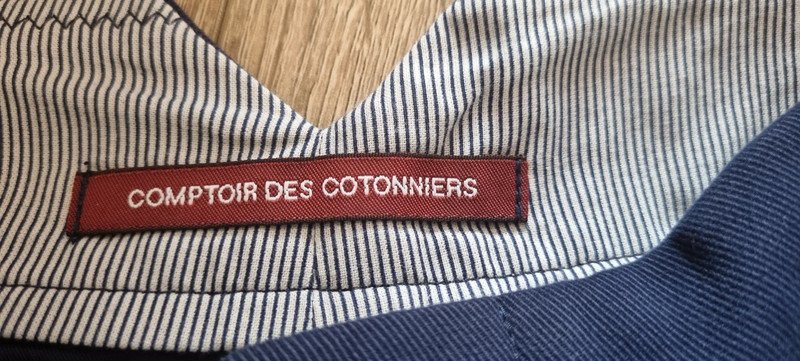 COMPTOIR DES COTONNIERS